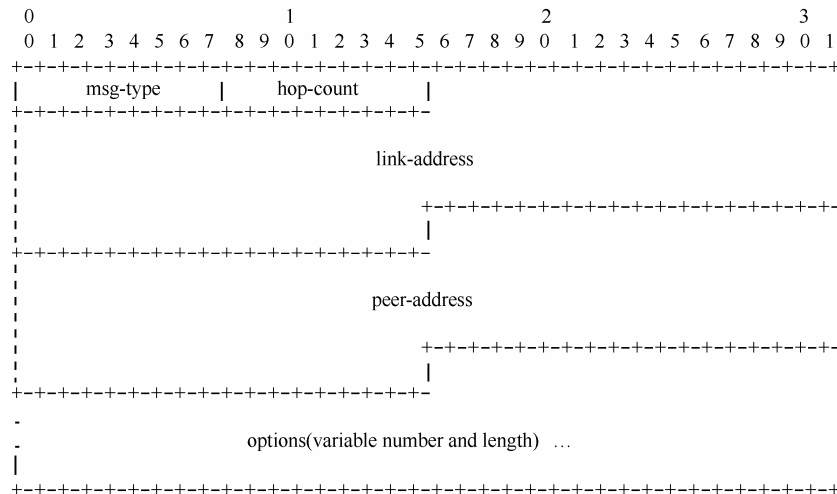 0 1 2 3
0 1 2 3 4 5 6 7 8 9 0 1 2 3 4 5 6 7 8 9 0 1 2 3 4 5 6 7 8 9 0 1
+-+-+-+-+-+-+-+-+-+-+-+-+-+-+-+-+-+-+-+-+-+-+-+-+-+-+-+-+-+-+-+-+-+-+-+
| msg-type | hop-count |
+-+-+-+-+-+-+-+-+-+-+-+-+-+-+-+-+-+-
link-address
+-+-+-+-+-+-+-+-+-+-+-+-+-+-+-+-+-+
|
+-+-+-+-+-+-+-+-+-+-+-+-+-+-+-+-+-+-
peer-address
+-+-+-+-+-+-+-+-+-+-+-+-+-+-+-+-+-+
|
+-+-+-+-+-+-+-+-+-+-+-+-+-+-+-+-+-+-
options(variable number and length) …
+-+-+-+-+-+-+-+-+-+-+-+-+-+-+-+-+-+-+-+-+-+-+-+-+-+-+-+-+-+-+-+-+-+-+-+